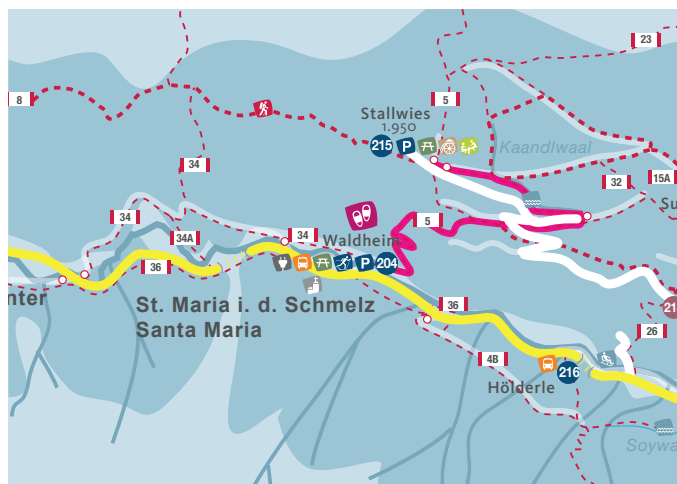 23
8
5
Stallwies
1.950
215
P
Kaandlwaal
34
32
15A
Su
34
34
5
34A
Waldheim
36
P
204
nter
St. Maria i. d. Schmelz
Santa Maria
36
21
26
4B
216
Hölderle
Soywa